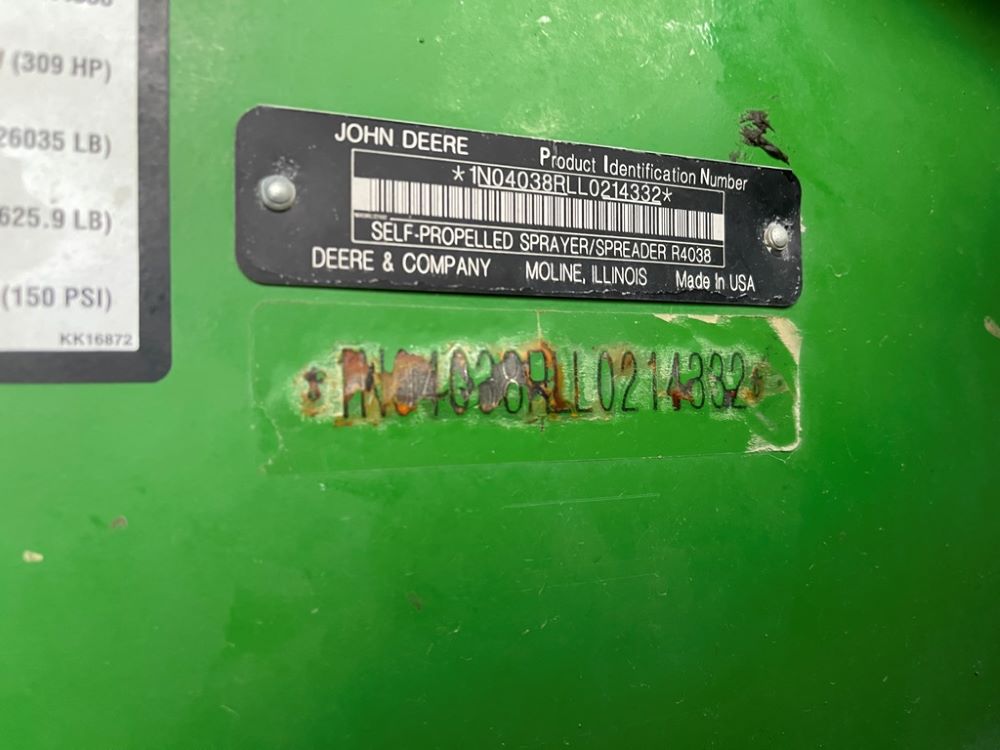 (309 HP)
26035 LB)
625.9 LB)
(150 PSI)
KK16872
JOHN DEERE
Product Identification Number
*1N04038RLL0214332*
SELF-PROPELLED SPRAYER/SPREADER R4038
DEERE & COMPANY MOLINE, ILLINOIS Made In USA
*1N04038RLL0214332*